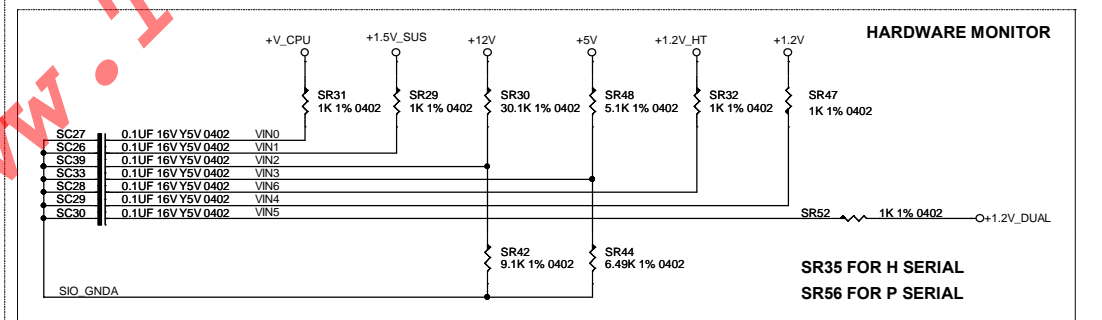 HARDWARE MONITOR
+V_CPU +1.5V_SUS +12V +5V +1.2V_HT +1.2V
SR31 SR29 SR30 SR48 SR32 SR47
1K 1% 0402 1K 1% 0402 30.1K 1% 0402 5.1K 1% 0402 1K 1% 0402 1K 1% 0402
SC27 0.1UF 16V Y5V 0402 VIN0
SC26 0.1UF 16V Y5V 0402 VIN1
SC39 0.1UF 16V Y5V 0402 VIN2
SC33 0.1UF 16V Y5V 0402 VIN3
SC28 0.1UF 16V Y5V 0402 VIN6
SC29 0.1UF 16V Y5V 0402 VIN4
SC30 0.1UF 16V Y5V 0402 VIN5
SR52 1K 1% 0402 +1.2V_DUAL
SR42 SR44
9.1K 1% 0402 6.49K 1% 0402
SR35 FOR H SERIAL
SIO_GNDA
SR56 FOR P SERIAL